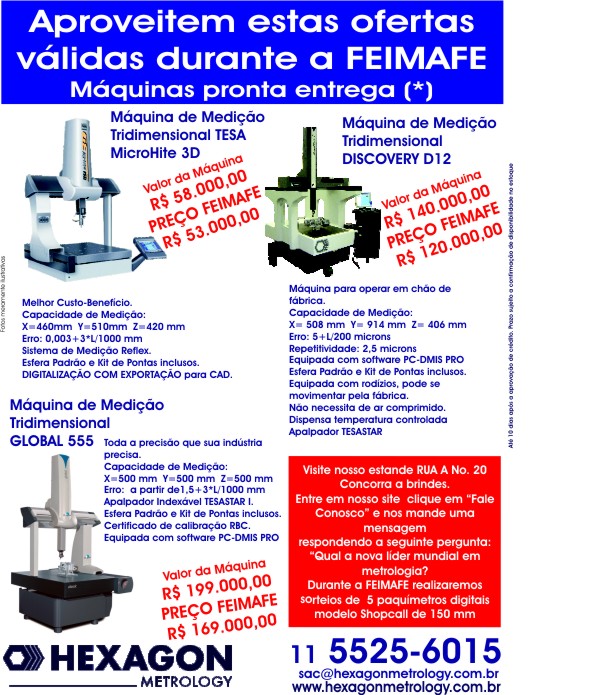 Aproveitem estas ofertas
válidas durante a FEIMAFE
Máquinas pronta entrega (*)
Máquina de Medição
Tridimensional TESA
MicroHite 3D
Valor da Máquina
R$ 58.000,00
PREÇO FEIMAFE
R$ 53.000,00
Máquina de Medição
Tridimensional
DISCOVERY D12
Valor da Máquina
R$ 140.000,00
PREÇO FEIMAFE
R$ 120.000,00
Fotos meramente ilustrativas
Até 10 dias após a aprovação de crédito. Prazo sujeito a confirmação de disponibilidade no estoque
Melhor Custo-Benefício.
Capacidade de Medição:
X=460mm Y=510mm Z=420 mm
Erro: 0,003+3*L/1000 mm
Sistema de Medição Reflex.
Esfera Padrão e Kit de Pontas inclusos.
DIGITALIZAÇÃO COM EXPORTAÇÃO para CAD.
Máquina para operar em chão de
fábrica.
Capacidade de Medição:
X= 508 mm Y= 914 mm Z= 406 mm
Erro: 5+L/200 microns
Repetitividade: 2,5 microns
Equipada com software PC-DMIS PRO
Esfera Padrão e Kit de Pontas inclusos.
Equipada com rodízios, pode se
movimentar pela fábrica.
Não necesita de ar comprimido.
Dispensa temperatura controlada
Apalpador TESASTAR
Máquina de Medição
Tridimensional
GLOBAL 555
Toda a precisão que sua indústria
precisa.
Capacidade de Medição:
X=500 mm Y=500 mm Z=500 mm
Erro: a partir de1,5+3*L/1000 mm
Apalpador Indexável TESASTAR I.
Esfera Padrão e Kit de Pontas inclusos.
Certificado de calibração RBC.
Equipada com software PC-DMIS PRO
Valor da Máquina
R$ 199.000,00
PREÇO FEIMAFE
R$ 169.000,00
Visite nosso estande RUA A No. 20
Concorra a brindes.
Entre em nosso site clique em “Fale
Conosco” e nos mande uma
mensagem
respondendo a seguinte pergunta:
“Qual a nova líder mundial em
metrologia?
Durante a FEIMAFE realizaremos
sorteios de 5 paquímetros digitais
modelo Shopcall de 150 mm
HEXAGON
METROLOGY
11 5525-6015
sac@hexagonmetrology.com.br
www.hexagonmetrology.com.br